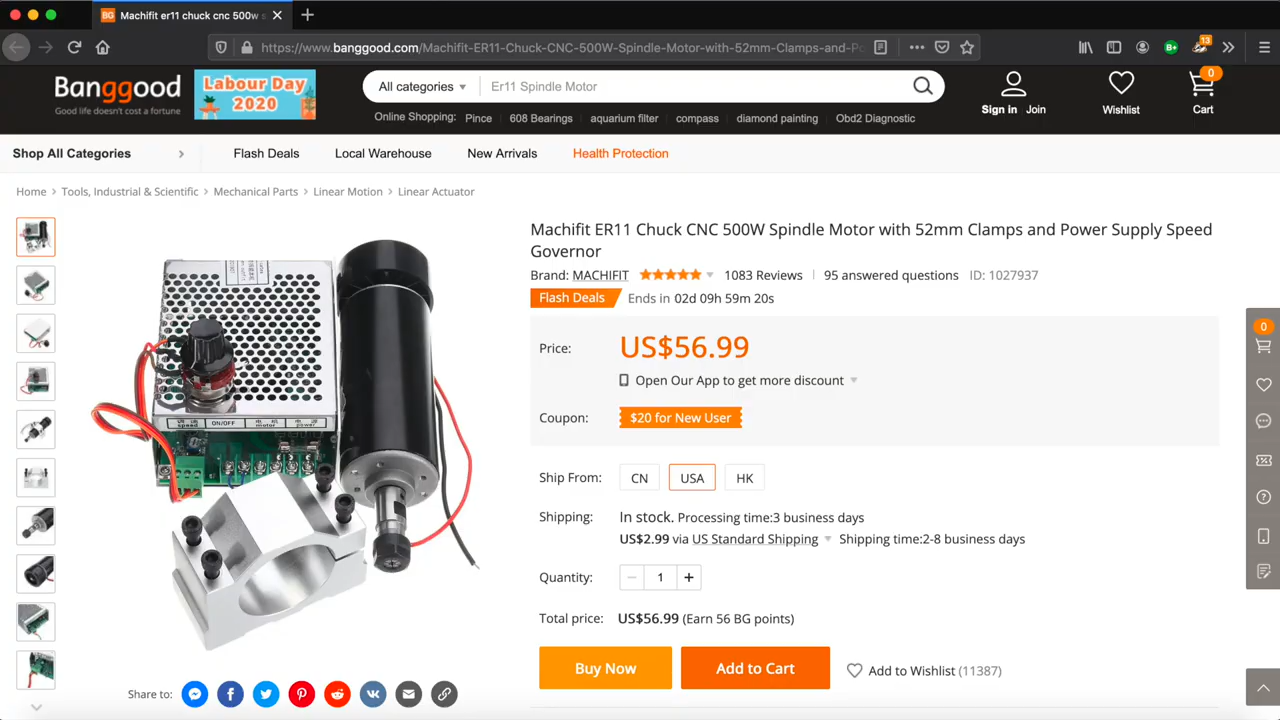 Machifit er11 chuck cnc 500w s
https://www.banggood.com/Machifit-ER11-Chuck-CNC-500W-Spindle-Motor-with-52mm-Clamps-and-Po
13
Banggood
Good life doesn't cost a fortune
Labour Day
2020
All categories
Er11 Spindle Motor
Online Shopping: Pince 608 Bearings aquarium filter compass diamond painting Obd2 Diagnostic
Sign in Join
Wishlist
0
Cart
Shop All Categories
Flash Deals
Local Warehouse
New Arrivals
Health Protection
Home > Tools, Industrial & Scientific > Mechanical Parts > Linear Motion > Linear Actuator
Machifit ER11 Chuck CNC 500W Spindle Motor with 52mm Clamps and Power Supply Speed
Governor
Brand: MACHIFIT 1083 Reviews 95 answered questions ID: 1027937
Flash Deals Ends in 02d 09h 59m 20s
Price: US$56.99
Open Our App to get more discount
Coupon: $20 for New User
Ship From: CN USA HK
Shipping: In stock. Processing time:3 business days
US$2.99 via US Standard Shipping Shipping time:2-8 business days
Quantity: 1
Total price: US$56.99 (Earn 56 BG points)
Buy Now
Add to Cart
Add to Wishlist (11387)
speed ON/OFF motor power
Share to:
0